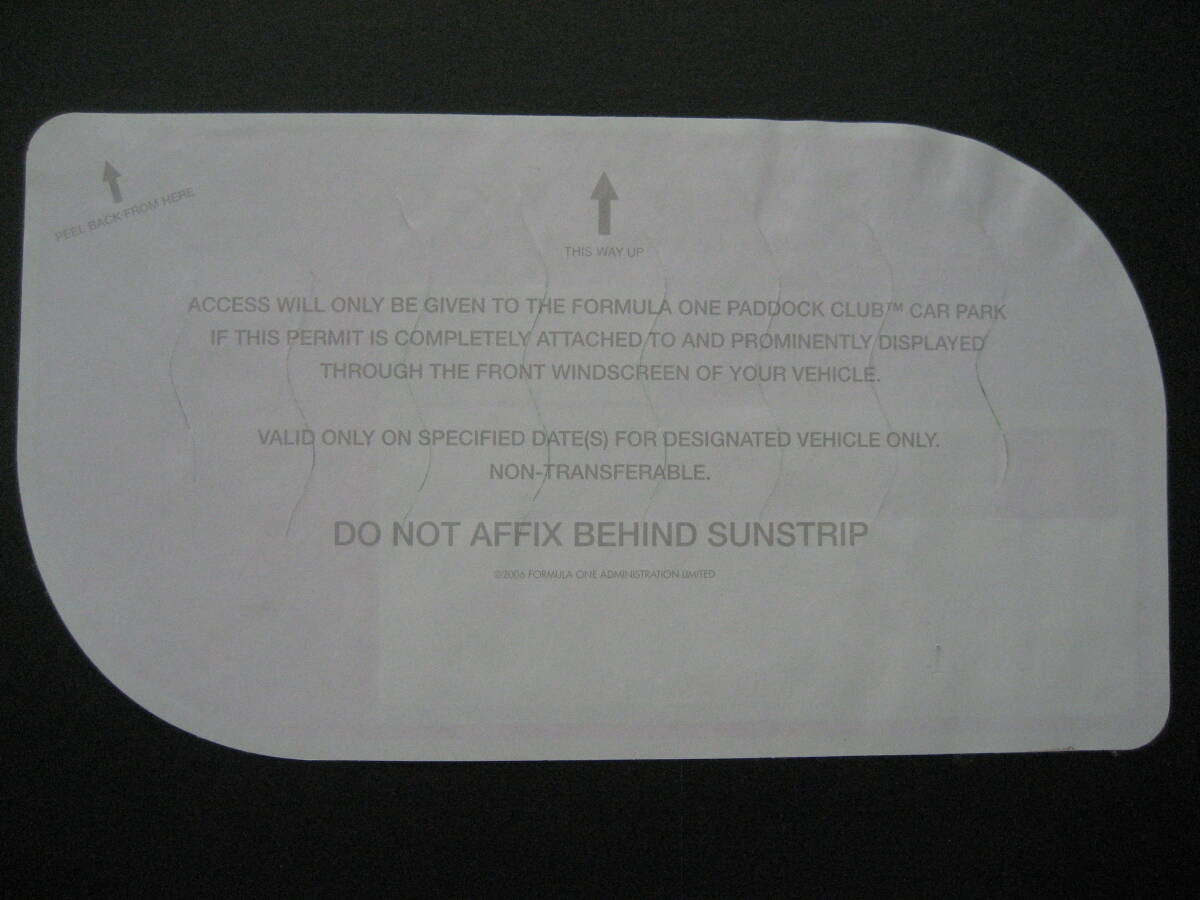 PEEL BACK FROM HERE
THIS WAY UP
ACCESS WILL ONLY BE GIVEN TO THE FORMULA ONE PADDOCK CLUB™ CAR PARK
IF THIS PERMIT IS COMPLETELY ATTACHED TO AND PROMINENTLY DISPLAYED
THROUGH THE FRONT WINDSCREEN OF YOUR VEHICLE.
VALID ONLY ON SPECIFIED DATE(S) FOR DESIGNATED VEHICLE ONLY.
NON-TRANSFERABLE.
DO NOT AFFIX BEHIND SUNSTRIP
©2006 FORMULA ONE ADMINISTRATION LIMITED